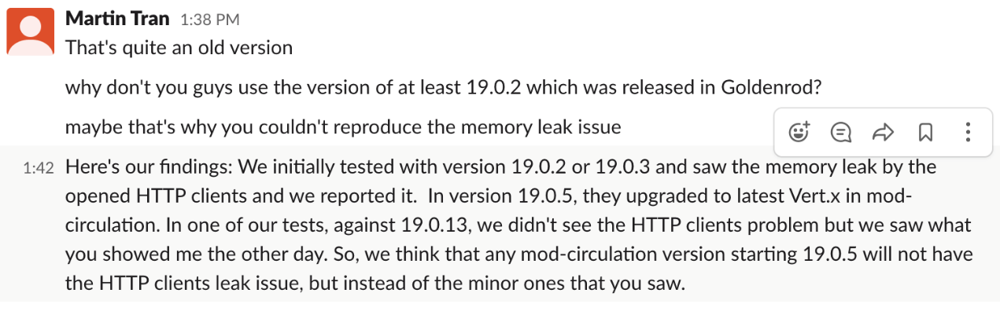 Martin Tran 1:38 PM
That's quite an old version
why don't you guys use the version of at least 19.0.2 which was released in Goldenrod?
maybe that's why you couldn't reproduce the memory leak issue
1:42 Here's our findings: We initially tested with version 19.0.2 or 19.0.3 and saw the memory leak by the
opened HTTP clients and we reported it.  In version 19.0.5, they upgraded to latest Vert.x in mod-
circulation. In one of our tests, against 19.0.13, we didn't see the HTTP clients problem but we saw what
you showed me the other day. So, we think that any mod-circulation version starting 19.0.5 will not have
the HTTP clients leak issue, but instead of the minor ones that you saw.